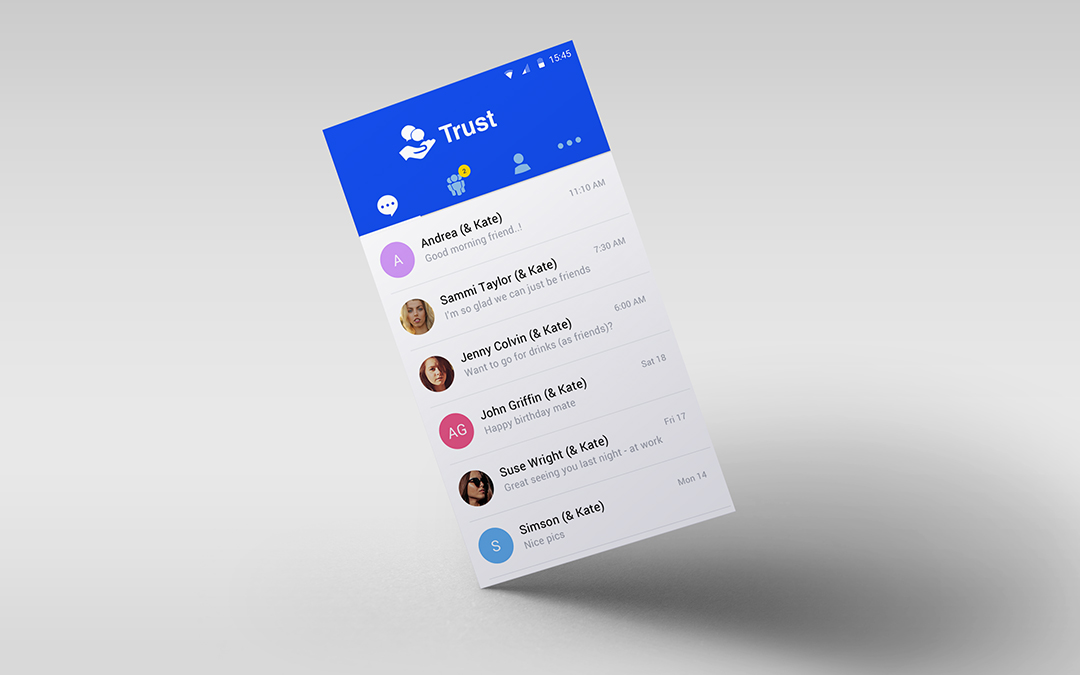 15:45
Trust
2
A
Andrea (& Kate)
11:10 AM
Good morning friend..!
Sammi Taylor (& Kate)
7:30 AM
I'm so glad we can just be friends
Jenny Colvin (& Kate)
6:00 AM
Want to go for drinks (as friends)?
AG
John Griffin (& Kate)
Sat 18
Happy birthday mate
Suse Wright (& Kate)
Fri 17
Great seeing you last night - at work
S
Simson (& Kate)
Mon 14
Nice pics